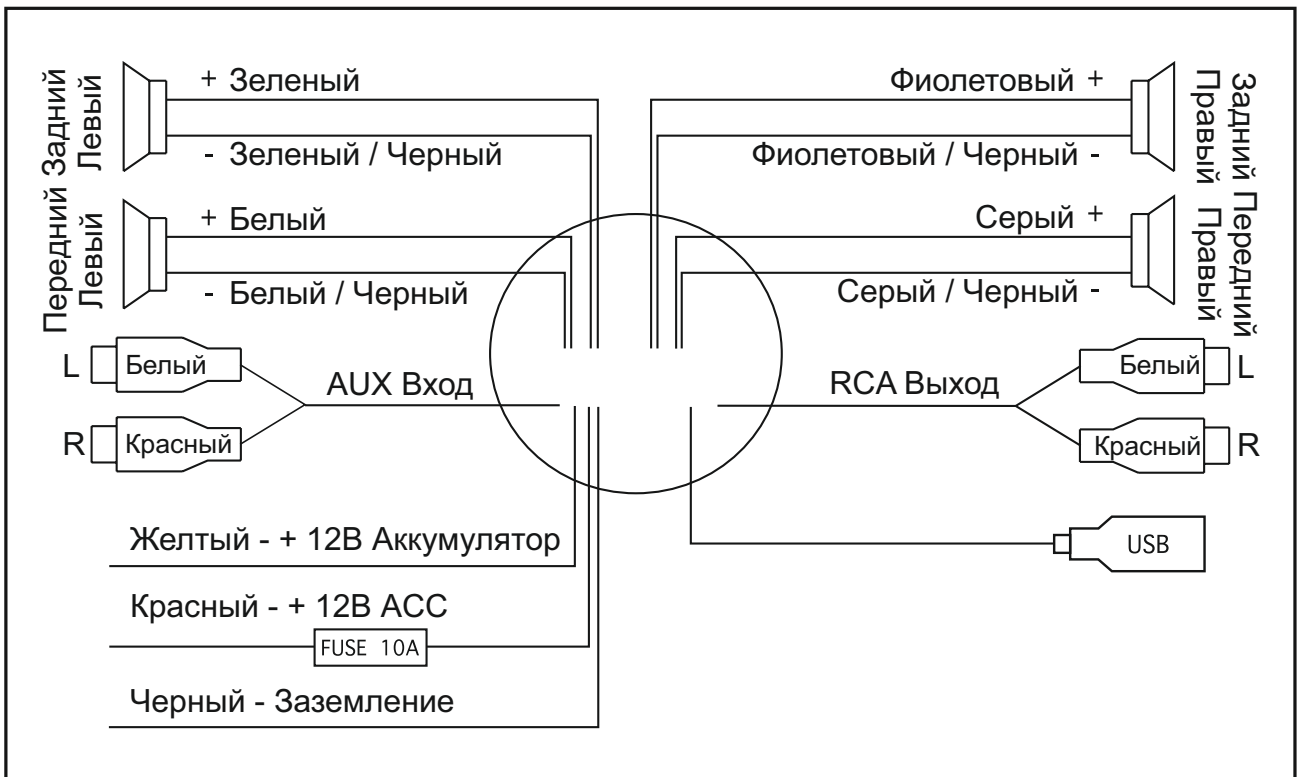 + Зеленый
- Зеленый / Черный
Задний
Левый
+ Белый
- Белый / Черный
Передний
Левый
Фиолетовый +
Фиолетовый / Черный -
Задний
Правый
Серый +
Серый / Черный -
Передний
Правый
L Белый
R Красный
AUX Вход
RCA Выход
Белый L
Красный R
Желтый - + 12В Аккумулятор
Красный - + 12В ACC
FUSE 10A
Черный - Заземление
USB